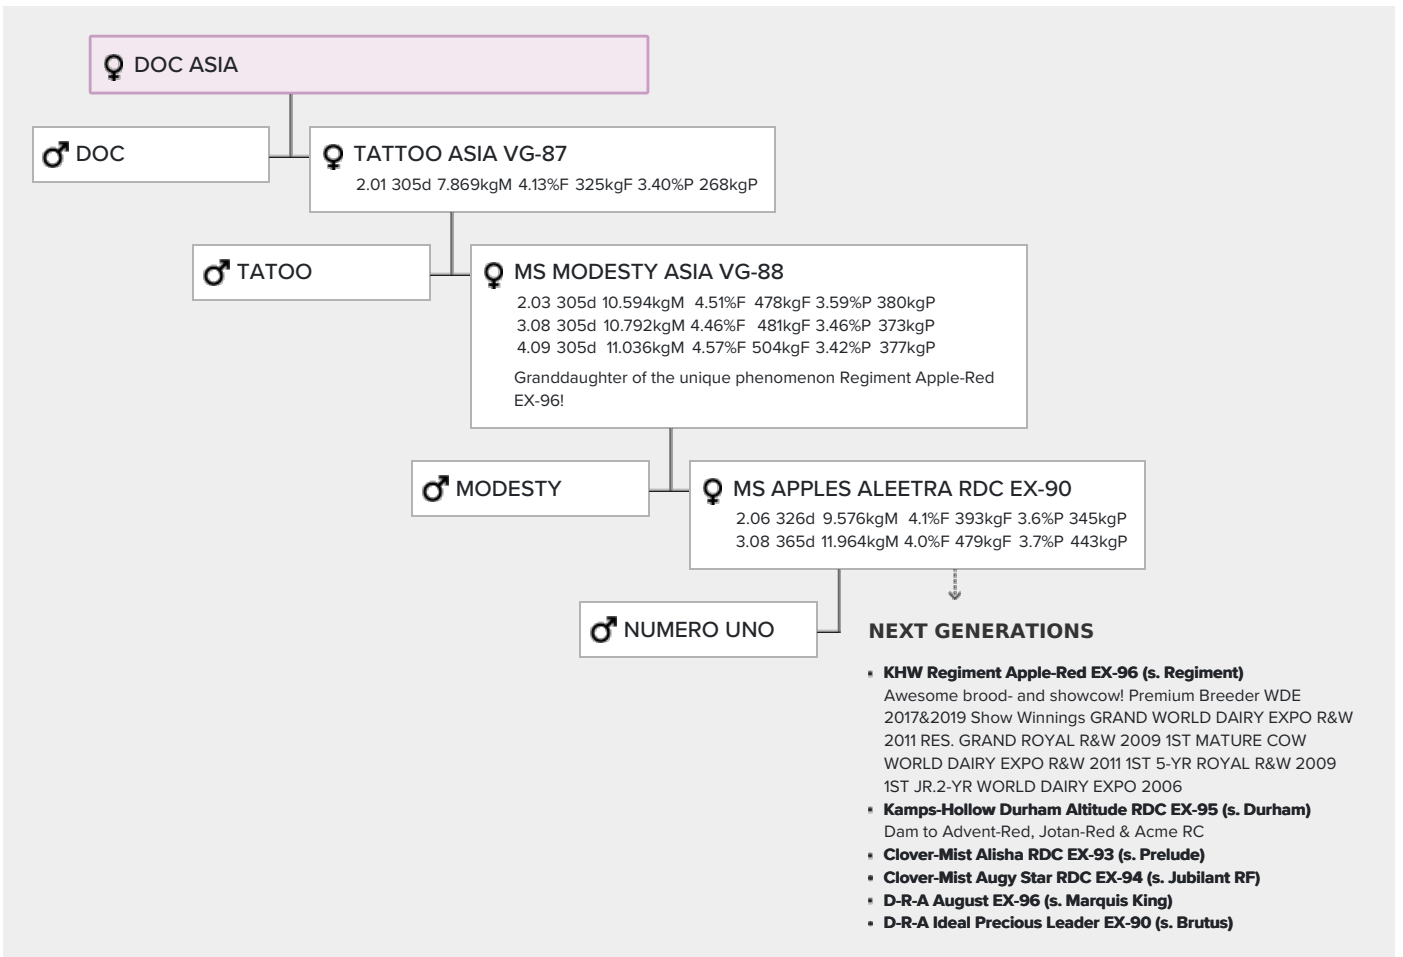 DOC ASIA
DOC
TATTOO ASIA VG-87
2.01 305d 7.869kgM 4.13%F 325kgF 3.40%P 268kgP
TATOO
MS MODESTY ASIA VG-88
2.03 305d 10.594kgM 4.51%F 478kgF 3.59%P 380kgP
3.08 305d 10.792kgM 4.46%F 481kgF 3.46%P 373kgP
4.09 305d 11.036kgM 4.57%F 504kgF 3.42%P 377kgP
Granddaughter of the unique phenomenon Regiment Apple-Red
EX-96!
MODESTY
MS APPLES ALEETRA RDC EX-90
2.06 326d 9.576kgM 4.1%F 393kgF 3.6%P 345kgP
3.08 365d 11.964kgM 4.0%F 479kgF 3.7%P 443kgP
NUMERO UNO
NEXT GENERATIONS
KHW Regiment Apple-Red EX-96 (s. Regiment)
Awesome brood- and showcow! Premium Breeder WDE
2017&2019 Show Winnings GRAND WORLD DAIRY EXPO R&W
2011 RES. GRAND ROYAL R&W 2009 1ST MATURE COW
WORLD DAIRY EXPO R&W 2011 1ST 5-YR ROYAL R&W 2009
1ST JR.2-YR WORLD DAIRY EXPO 2006
Kamps-Hollow Durham Altitude RDC EX-95 (s. Durham)
Dam to Advent-Red, Jotan-Red & Acme RC
Clover-Mist Alisha RDC EX-93 (s. Prelude)
Clover-Mist Augy Star RDC EX-94 (s. Jubilant RF)
D-R-A August EX-96 (s. Marquis King)
D-R-A Ideal Precious Leader EX-90 (s. Brutus)